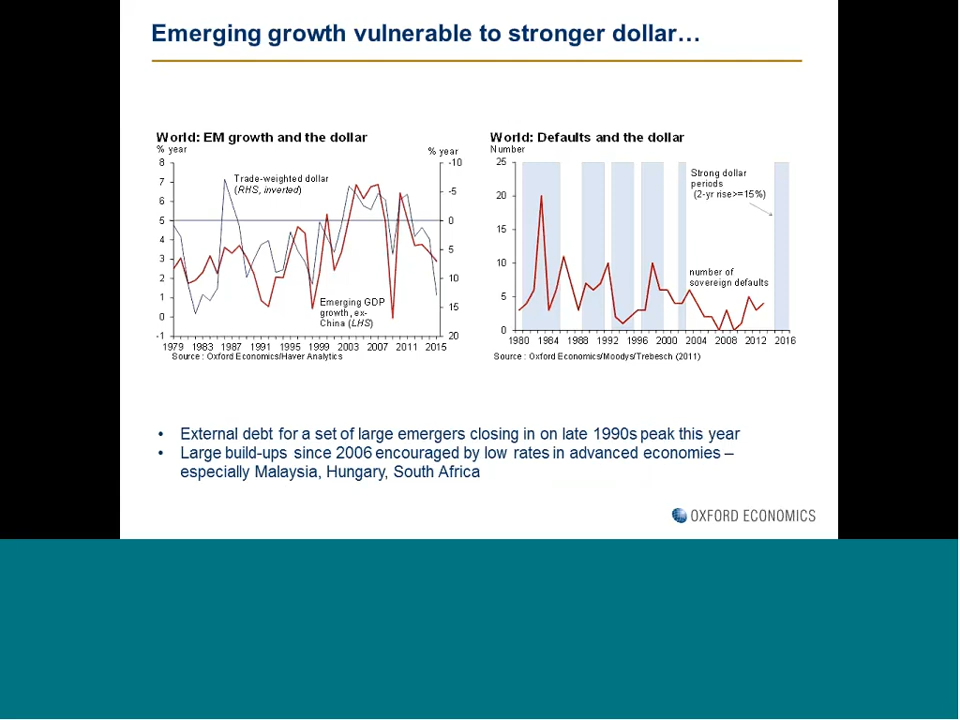 Emerging growth vulnerable to stronger dollar…
World: EM growth and the dollar
% year
% year
8
7
6
5
4
3
2
1
0
-1
-10
-5
0
5
10
15
20
Trade-weighted dollar
(RHS, inverted)
Emerging GDP
growth, ex-
China (LHS)
1979 1983 1987 1991 1995 1999 2003 2007 2011 2015
Source : Oxford Economics/Haver Analytics
World: Defaults and the dollar
Number
25
20
15
10
5
0
Strong dollar
periods
(2-yr rise>=15%)
number of
sovereign defaults
1980 1984 1988 1992 1996 2000 2004 2008 2012 2016
Source : Oxford Economics/Moodys/Trebesch (2011)
• External debt for a set of large emergers closing in on late 1990s peak this year
• Large build-ups since 2006 encouraged by low rates in advanced economies –
especially Malaysia, Hungary, South Africa
OXFORD ECONOMICS